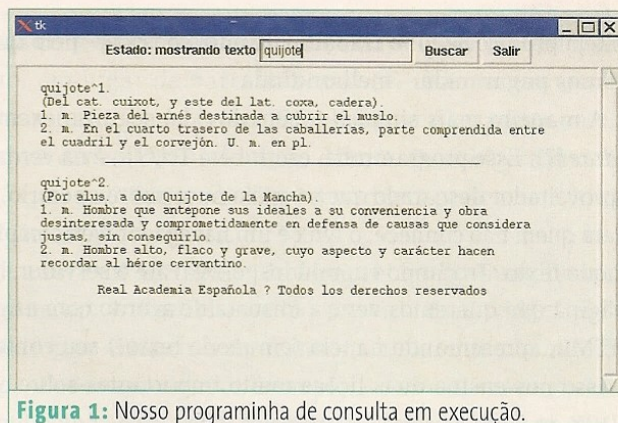 tk
Estado: mostrando texto quijote Buscar Salir
quijote^1.
(Del cat. cuixot, y este del lat. coxa, cadera).
1. m. Pieza del arnés destinada a cubrir el muslo.
2. m. En el cuarto trasero de las caballerías, parte comprendida entre
el cuadril y el corvejón. U. m. en pl.
quijote^2.
(Por alus. a don Quijote de la Mancha)
1. m. Hombre que antepone sus ideales a su conveniencia y obra
desinteresada y comprometidamente en defensa de causas que considera
justas, sin conseguirlo.
2. m. Hombre alto, flaco y grave, cuyo aspecto y carácter hacen
recordar al héroe cervantino.
Real Academia Española ? Todos los derechos reservados
Figura 1: Nosso programinha de consulta em execução.